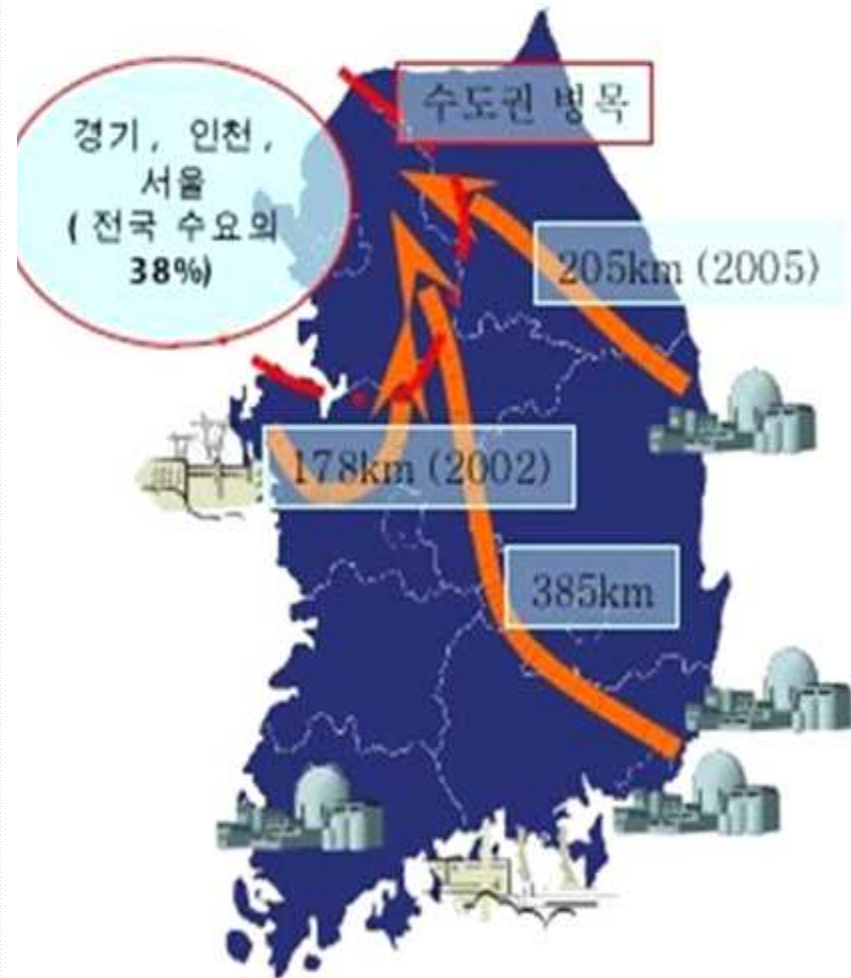 수도권 병목
경기, 인천,
서울
( 전국 수요의
38%)
205km (2005)
178km (2002)
385km